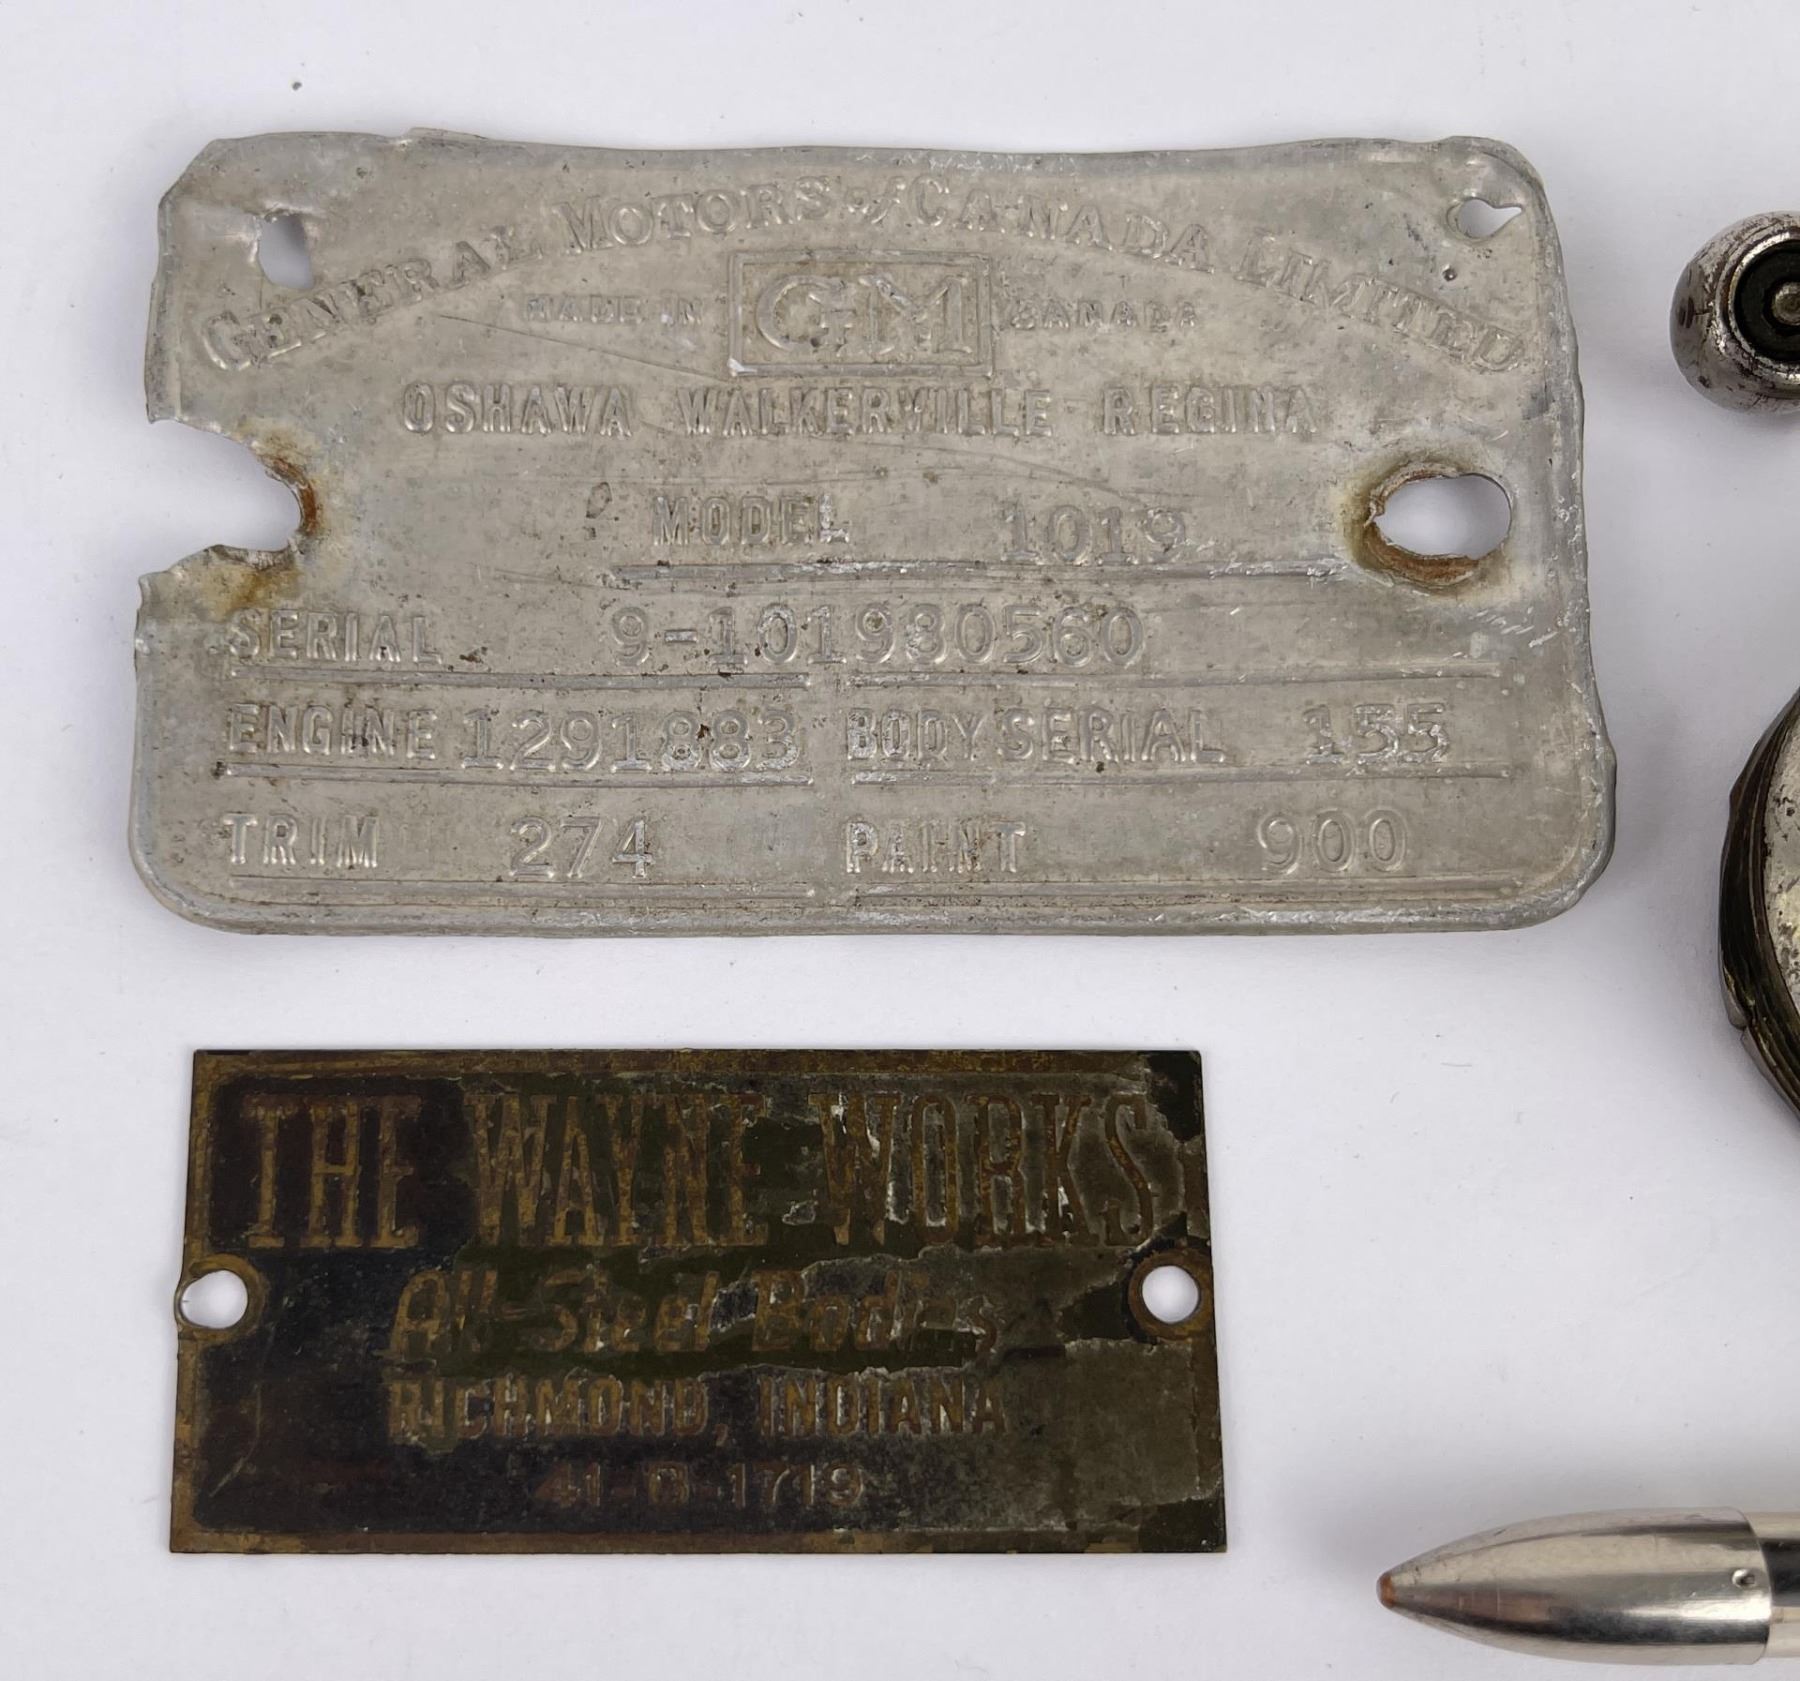 GENERAL MOTORS of CANADA LIMITED
MADE IN GM CANADA
OSHAWA WALKERVILLE REGINA
MODEL 1019
SERIAL 9-101980560
ENGINE 1291883 BODY SERIAL 155
TRIM 274 PAINT 900
THE WAYNE WORKS
All-Steel Bodies
RICHMOND, INDIANA
41-B-1719